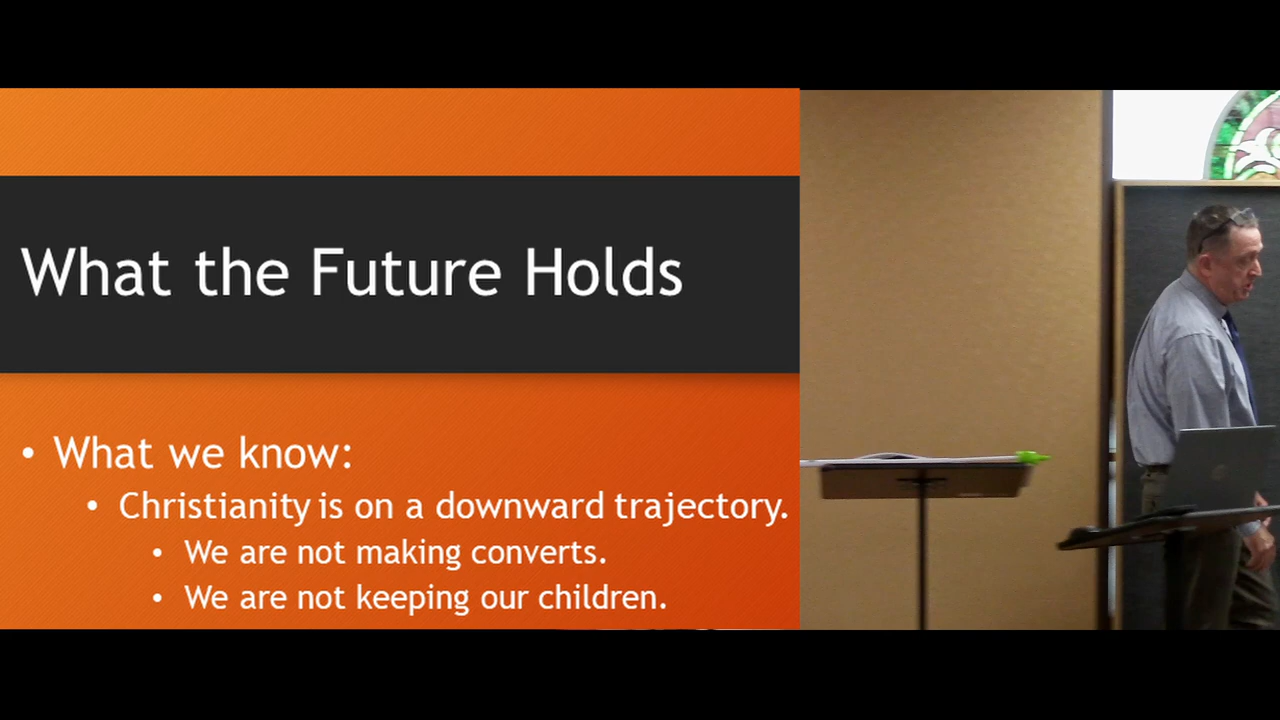 What the Future Holds
• What we know:
• Christianity is on a downward trajectory.
• We are not making converts.
• We are not keeping our children.